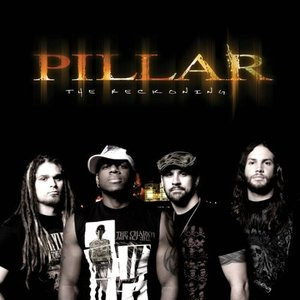 PILLAR
THE RECKONING